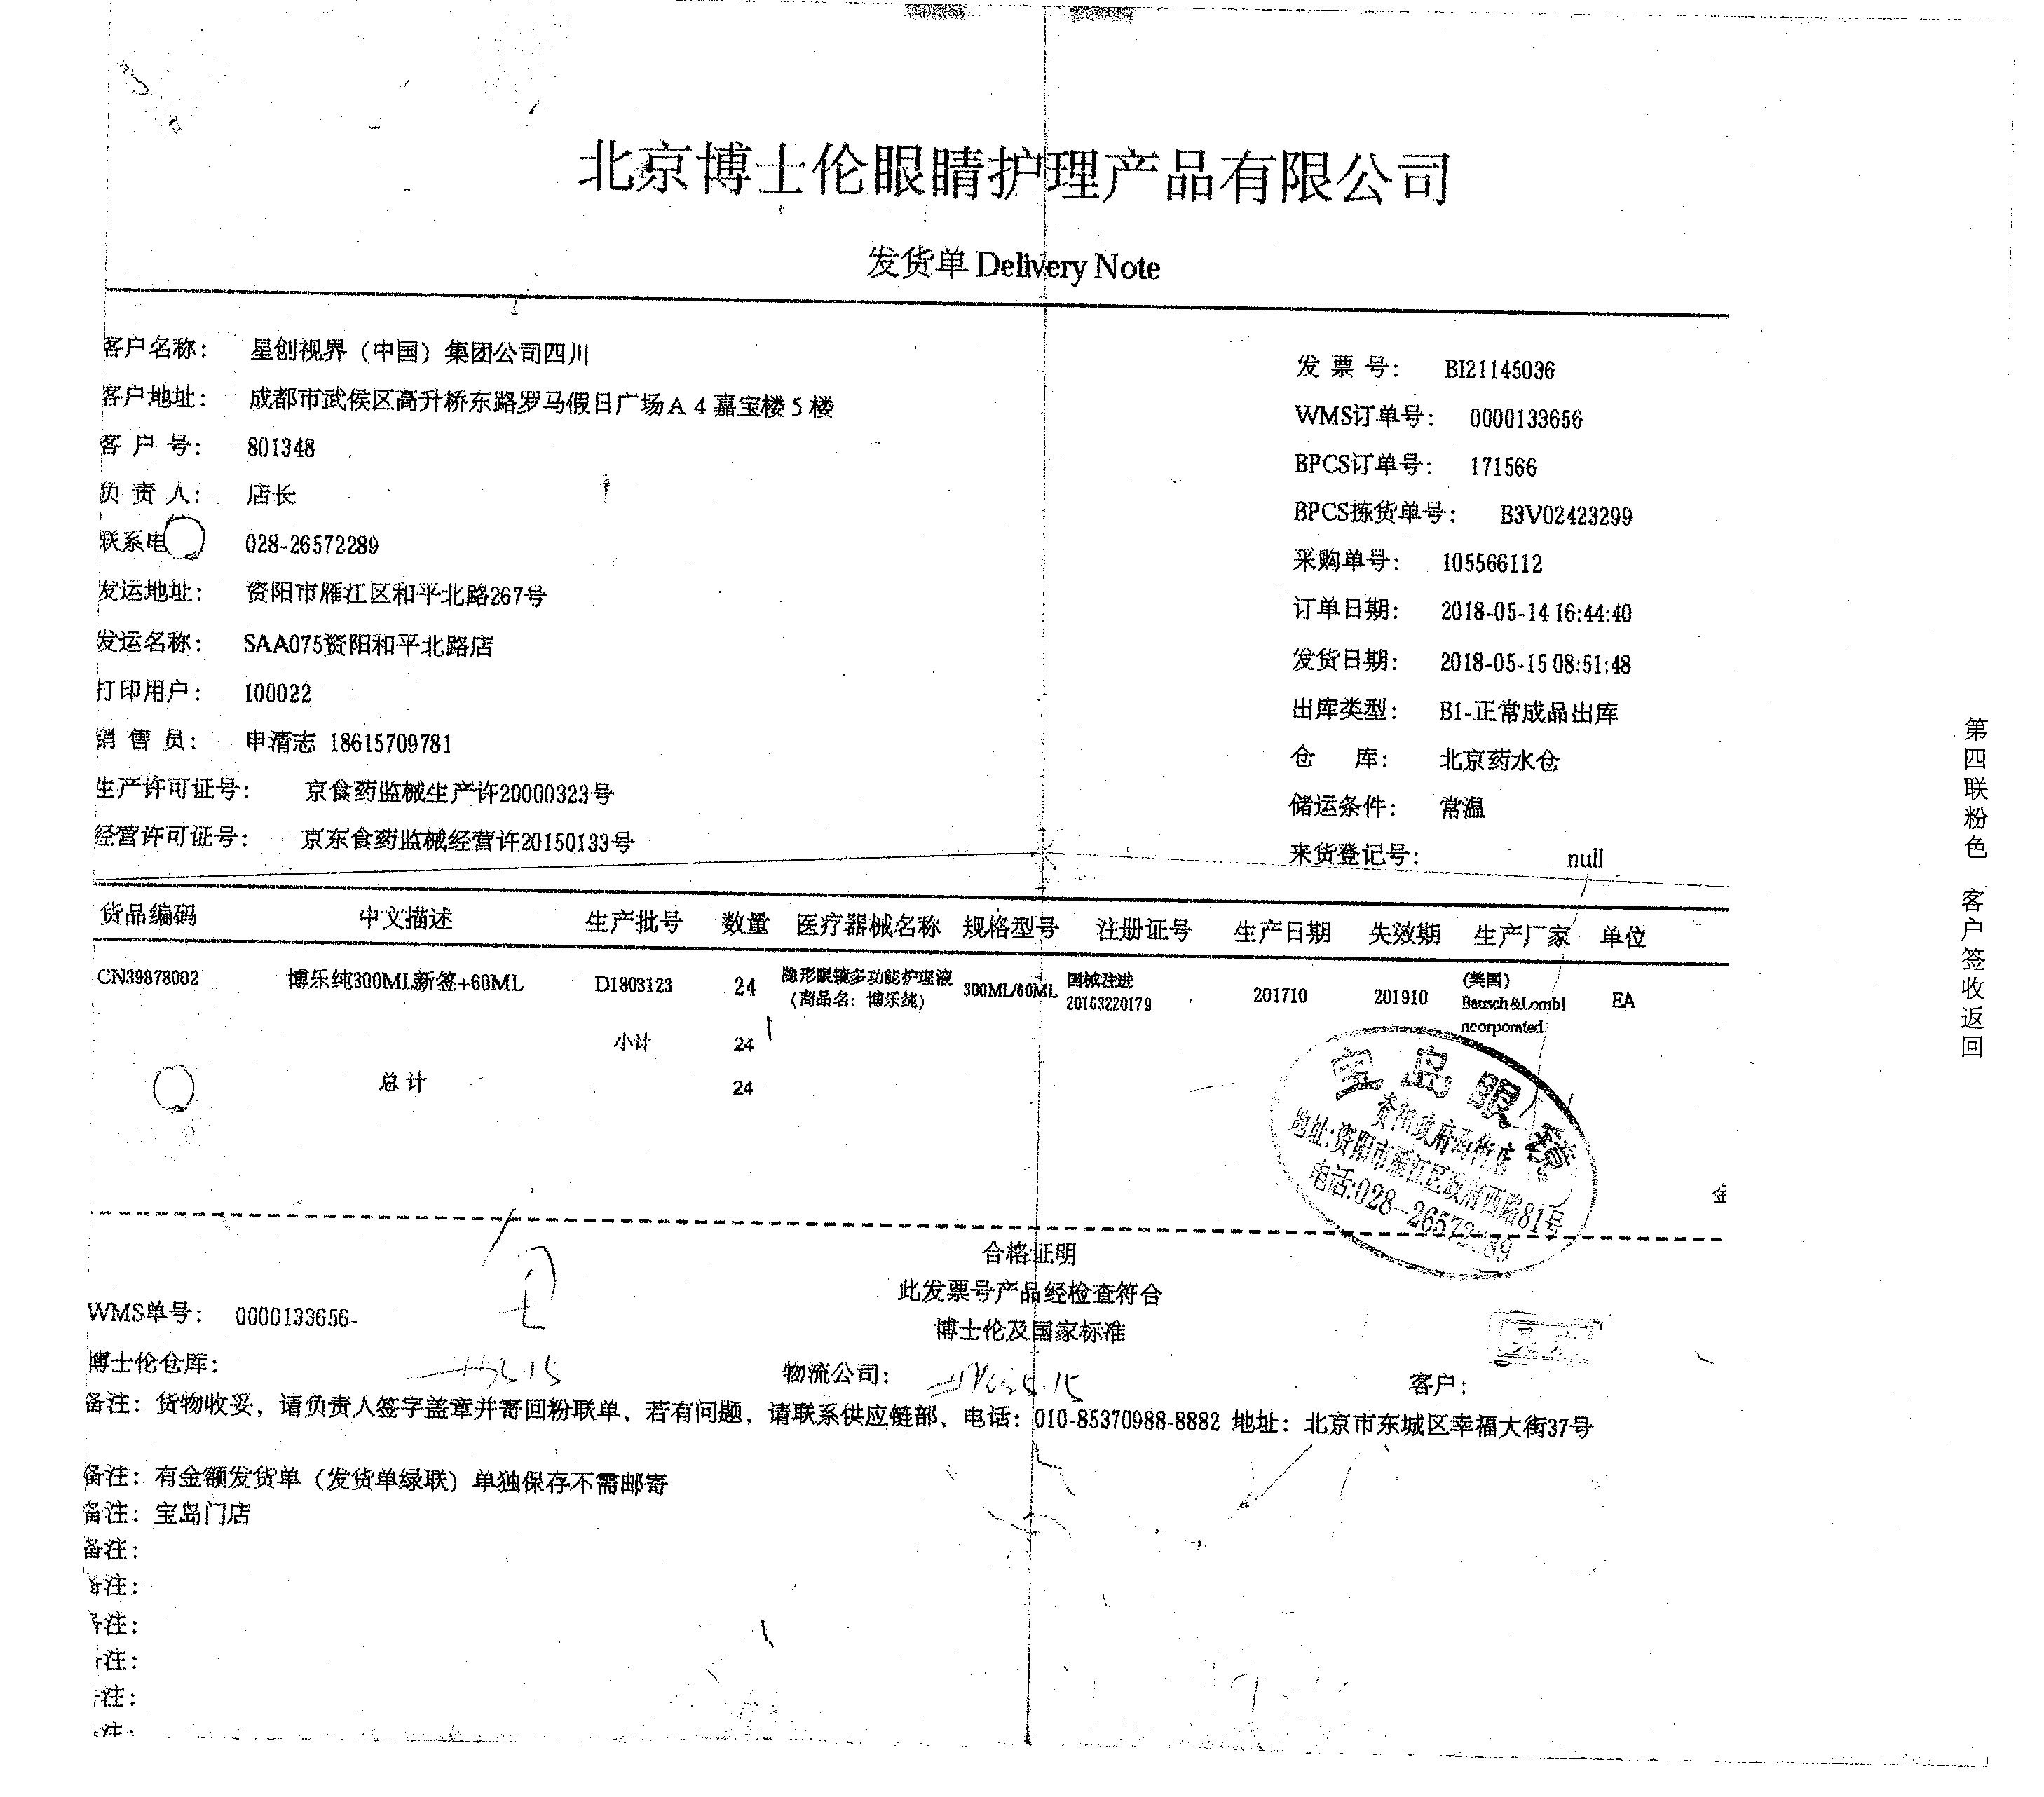 北京博士伦眼睛护理产品有限公司
发货单 Delivery Note
客户名称： 星创视界（中国）集团公司四川
客户地址： 成都市武侯区高升桥东路罗马假日广场A 4 嘉宝楼 5 楼
客 户 号： 801348
负 责 人： 店长
联系电 028-26572289
发运地址： 资阳市雁江区和平北路267号
发运名称： SAA075资阳和平北路店
打印用户： 100022
销 售 员： 申清志 18615709781
生产许可证号： 京食药监械生产许20000323号
经营许可证号： 京东食药监械经营许20150133号
发 票 号： BI21145036
WMS订单号： 0000133656
BPCS订单号： 171566
BPCS拣货单号： B3V02423299
采购单号： 105566112
订单日期： 2018-05-14 16:44:40
发货日期： 2018-05-15 08:51:48
出库类型： B1-正常成品出库
仓 库： 北京药水仓
储运条件： 常温
来货登记号： null
第四联粉色 客户签收返回
货品编码 中文描述 生产批号 数量 医疗器械名称 规格型号 注册证号 生产日期 失效期 生产厂家 单位
CN39878002 博乐纯300ML新签+60ML D1803123 24 隐形眼镜多功能护理液（商品名：博乐纯） 300ML/60ML 国械注进20163220179 201710 201910 (美国) Bausch&LombIncorporated EA
小计 24
总计 24
宝岛眼镜
资阳政府西街店
地址:资阳市雁江区政府西路81号
电话:028-26572289
金
合格证明
此发票号产品经检查符合
博士伦及国家标准
WMS单号： 0000133656-
博士伦仓库： 物流公司： 客户：
备注：货物收妥，请负责人签字盖章并寄回粉联单，若有问题，请联系供应链部，电话：010-85370988-8882 地址：北京市东城区幸福大街37号
备注：有金额发货单（发货单绿联）单独保存不需邮寄
备注：宝岛门店
备注：
备注：
备注：
注：
注：
注：